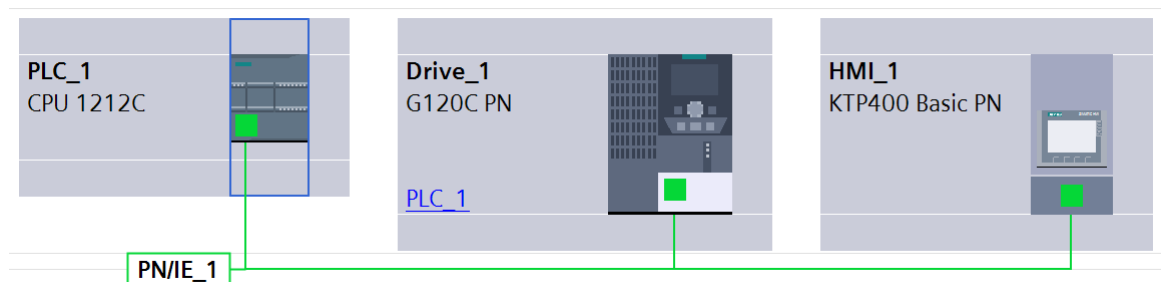 PLC_1
CPU 1212C
Drive_1
G120C PN
PLC_1
HMI_1
KTP400 Basic PN
PN/IE_1